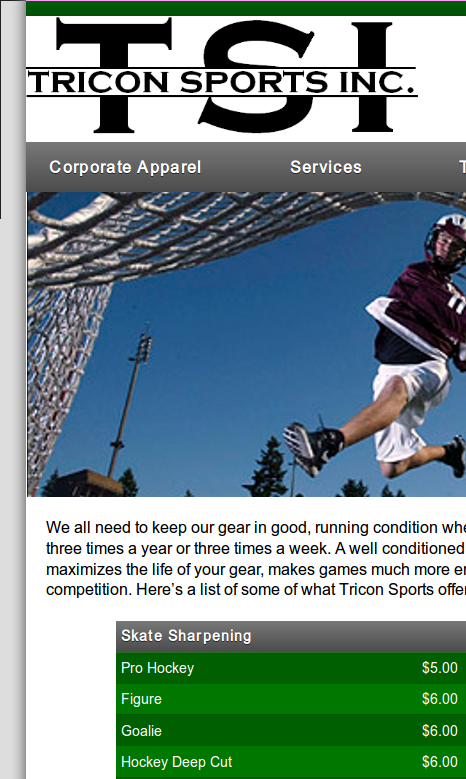 TSI
TRICON SPORTS INC.
Corporate Apparel Services
We all need to keep our gear in good, running condition
three times a year or three times a week. A well conditioned
maximizes the life of your gear, makes games much more
competition. Here's a list of some of what Tricon Sports
Skate Sharpening
Pro Hockey $5.00
Figure $6.00
Goalie $6.00
Hockey Deep Cut $6.00